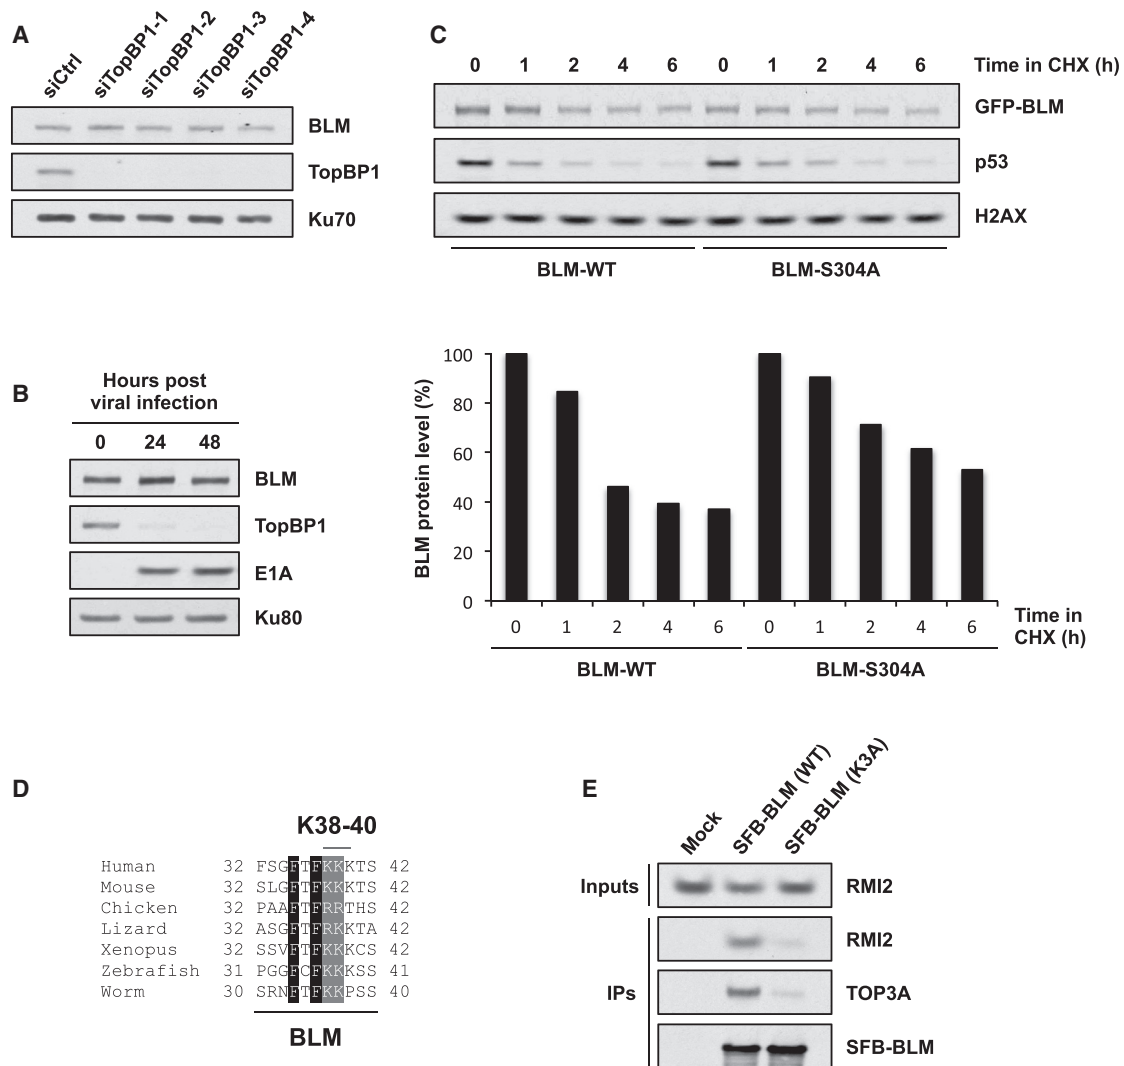 A
siCtrl
siTopBP1-1
siTopBP1-2
siTopBP1-3
siTopBP1-4
BLM
TopBP1
Ku70
B
Hours post
viral infection
0 24 48
BLM
TopBP1
E1A
Ku80
C
0 1 2 4 6 0 1 2 4 6 Time in CHX (h)
GFP-BLM
p53
H2AX
BLM-WT BLM-S304A
BLM protein level (%)
100
80
60
40
20
0
0 1 2 4 6 0 1 2 4 6
Time in
CHX (h)
BLM-WT BLM-S304A
D
K38-40
Human 32 FSGFTFKKKTS 42
Mouse 32 SLGFTFKKKTS 42
Chicken 32 PAAFTFRRTHS 42
Lizard 32 ASGFTFRKKTA 42
Xenopus 32 SSVFTFKKKCS 42
Zebrafish 31 PGGFCFKKKSS 41
Worm 30 SRNFTFKKPSS 40
BLM
E
Mock
SFB-BLM (WT)
SFB-BLM (K3A)
Inputs RMI2
IPs
RMI2
TOP3A
SFB-BLM